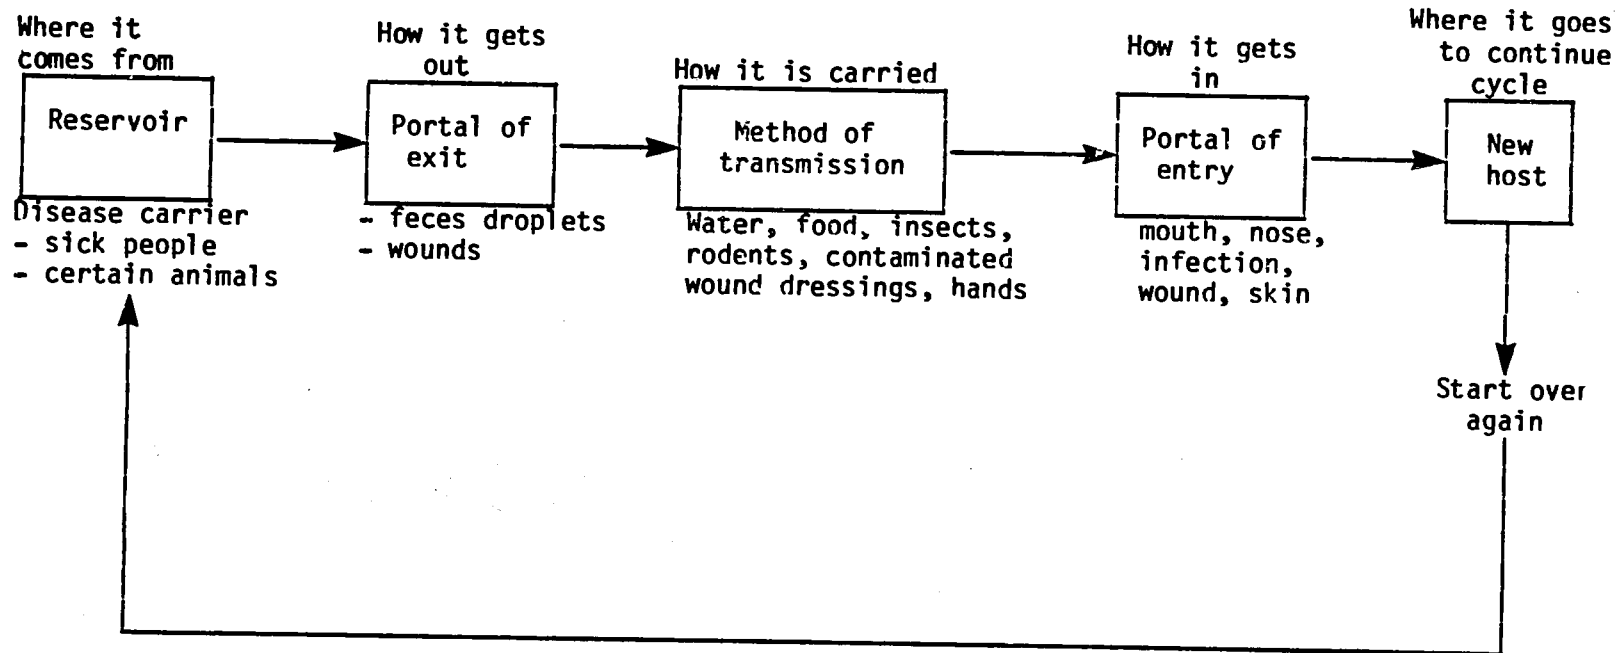 Where it
comes from
Reservoir
Disease carrier
- sick people
- certain animals
How it gets
out
Portal of
exit
- feces droplets
- wounds
How it is carried
Method of
transmission
Water, food, insects,
rodents, contaminated
wound dressings, hands
How it gets
in
Portal of
entry
mouth, nose,
infection,
wound, skin
Where it goes
to continue
cycle
New
host
Start over
again